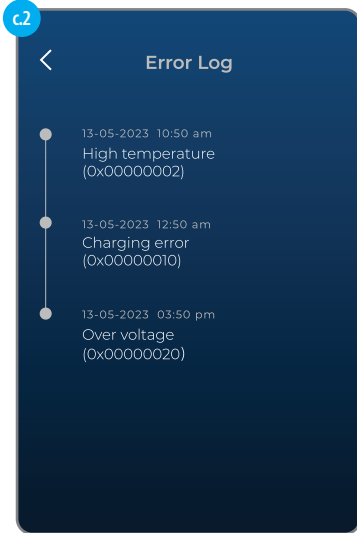 c.2
Error Log
13-05-2023 10:50 am
High temperature
(0x00000002)
13-05-2023 12:50 am
Charging error
(0x00000010)
13-05-2023 03:50 pm
Over voltage
(0x00000020)